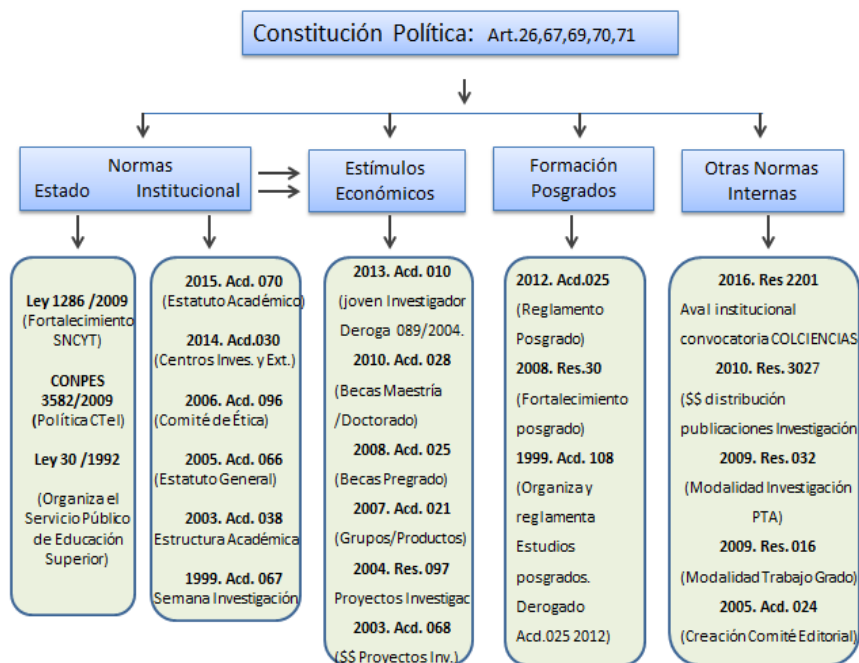 Constitución Política: Art.26,67,69,70,71
Normas
Estado Institucional
Estímulos
Económicos
Formación
Posgrados
Otras Normas
Internas
Ley 1286 /2009
(Fortalecimiento
SNCYT)
CONPES
3582/2009
(Política CTeI)
Ley 30 /1992
(Organiza el
Servicio Público
de Educación
Superior)
2015. Acd. 070
(Estatuto Académico)
2014. Acd.030
(Centros Inves. y Ext.)
2006. Acd. 096
(Comité de Ética)
2005. Acd. 066
(Estatuto General)
2003. Acd. 038
Estructura Académica
1999. Acd. 067
Semana Investigación
2013. Acd. 010
(joven Investigador
Deroga 089/2004.
2010. Acd. 028
(Becas Maestría
/Doctorado)
2008. Acd. 025
(Becas Pregrado)
2007. Acd. 021
(Grupos/Productos)
2004. Res. 097
Proyectos Investigac
2003. Acd. 068
($$ Proyectos Inv.)
2012. Acd.025
(Reglamento
Posgrado)
2008. Res.30
(Fortalecimiento
posgrado)
1999. Acd. 108
(Organiza y
reglamenta
Estudios
posgrados.
Derogado
Acd.025 2012)
2016. Res 2201
Aval institucional
convocatoria COLCIENCIAS
2010. Res. 3027
($$ distribución
publicaciones Investigación
2009. Res. 032
(Modalidad Investigación
PTA)
2009. Res. 016
(Modalidad Trabajo Grado)
2005. Acd. 024
(Creación Comité Editorial)